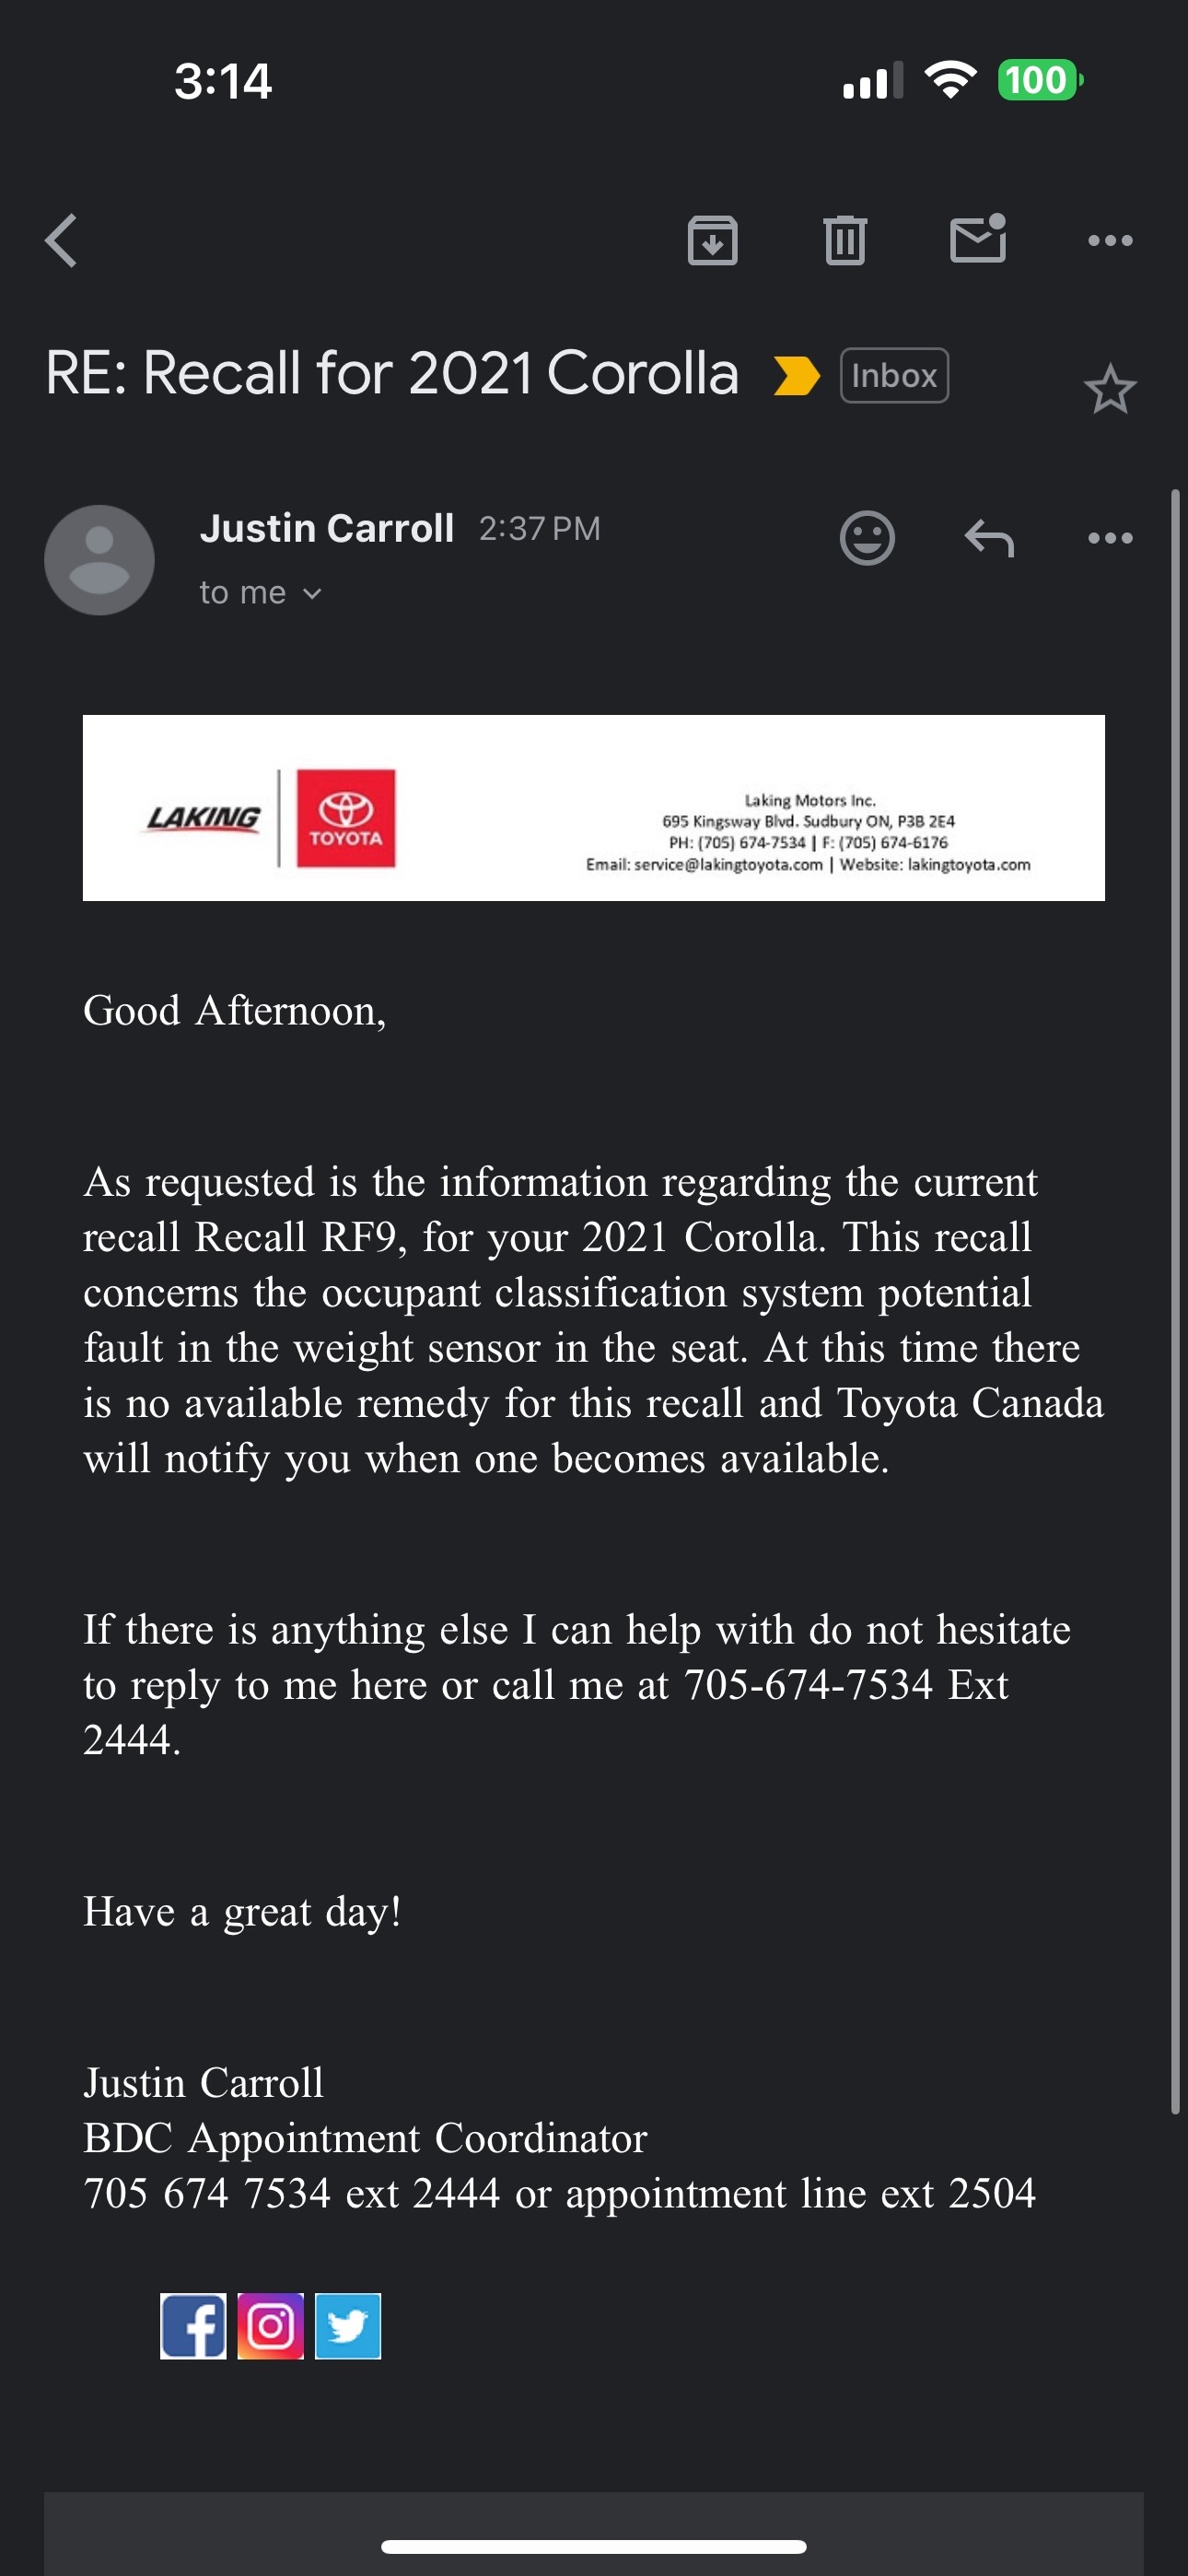 3:14
100
RE: Recall for 2021 Corolla
Inbox
Justin Carroll 2:37 PM
to me
LAKING
TOYOTA
Laking Motors Inc.
695 Kingsway Blvd. Sudbury ON, P3B 2E4
PH: (705) 674-7534 | F: (705) 674-6176
Email: service@lakingtoyota.com | Website: lakingtoyota.com
Good Afternoon,
As requested is the information regarding the current
recall Recall RF9, for your 2021 Corolla. This recall
concerns the occupant classification system potential
fault in the weight sensor in the seat. At this time there
is no available remedy for this recall and Toyota Canada
will notify you when one becomes available.
If there is anything else I can help with do not hesitate
to reply to me here or call me at 705-674-7534 Ext
2444.
Have a great day!
Justin Carroll
BDC Appointment Coordinator
705 674 7534 ext 2444 or appointment line ext 2504